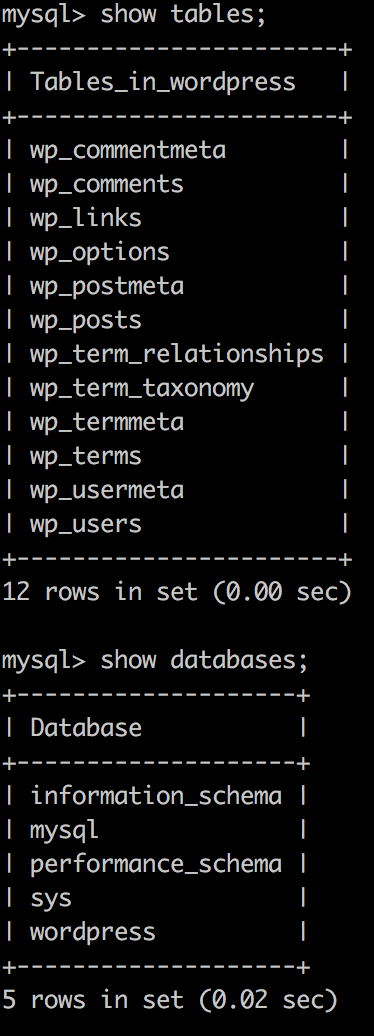 mysql> show tables;
+-----------------------+
| Tables_in_wordpress   |
+-----------------------+
| wp_commentmeta        |
| wp_comments           |
| wp_links              |
| wp_options            |
| wp_postmeta           |
| wp_posts              |
| wp_term_relationships |
| wp_term_taxonomy      |
| wp_termmeta           |
| wp_terms              |
| wp_usermeta           |
| wp_users              |
+-----------------------+
12 rows in set (0.00 sec)

mysql> show databases;
+--------------------+
| Database           |
+--------------------+
| information_schema |
| mysql              |
| performance_schema |
| sys                |
| wordpress          |
+--------------------+
5 rows in set (0.02 sec)